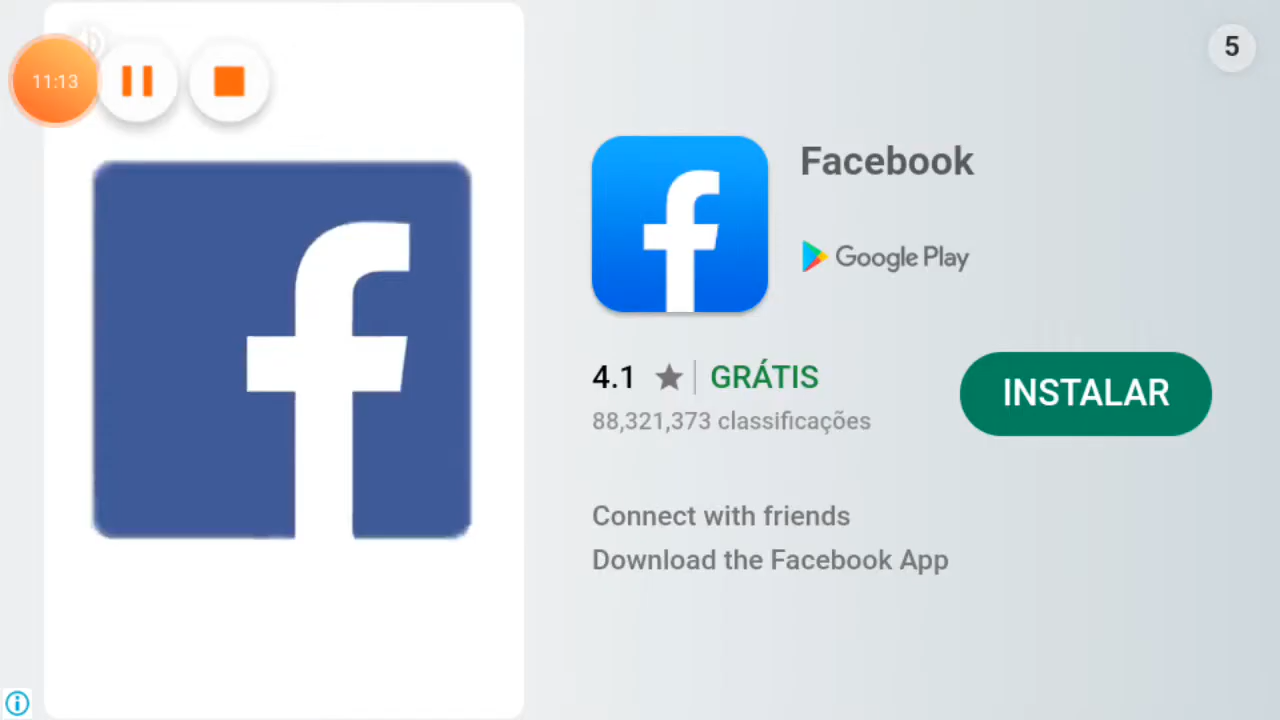 11:13
5
Facebook
Google Play
4.1
GRÁTIS
88,321,373 classificações
INSTALAR
Connect with friends
Download the Facebook App